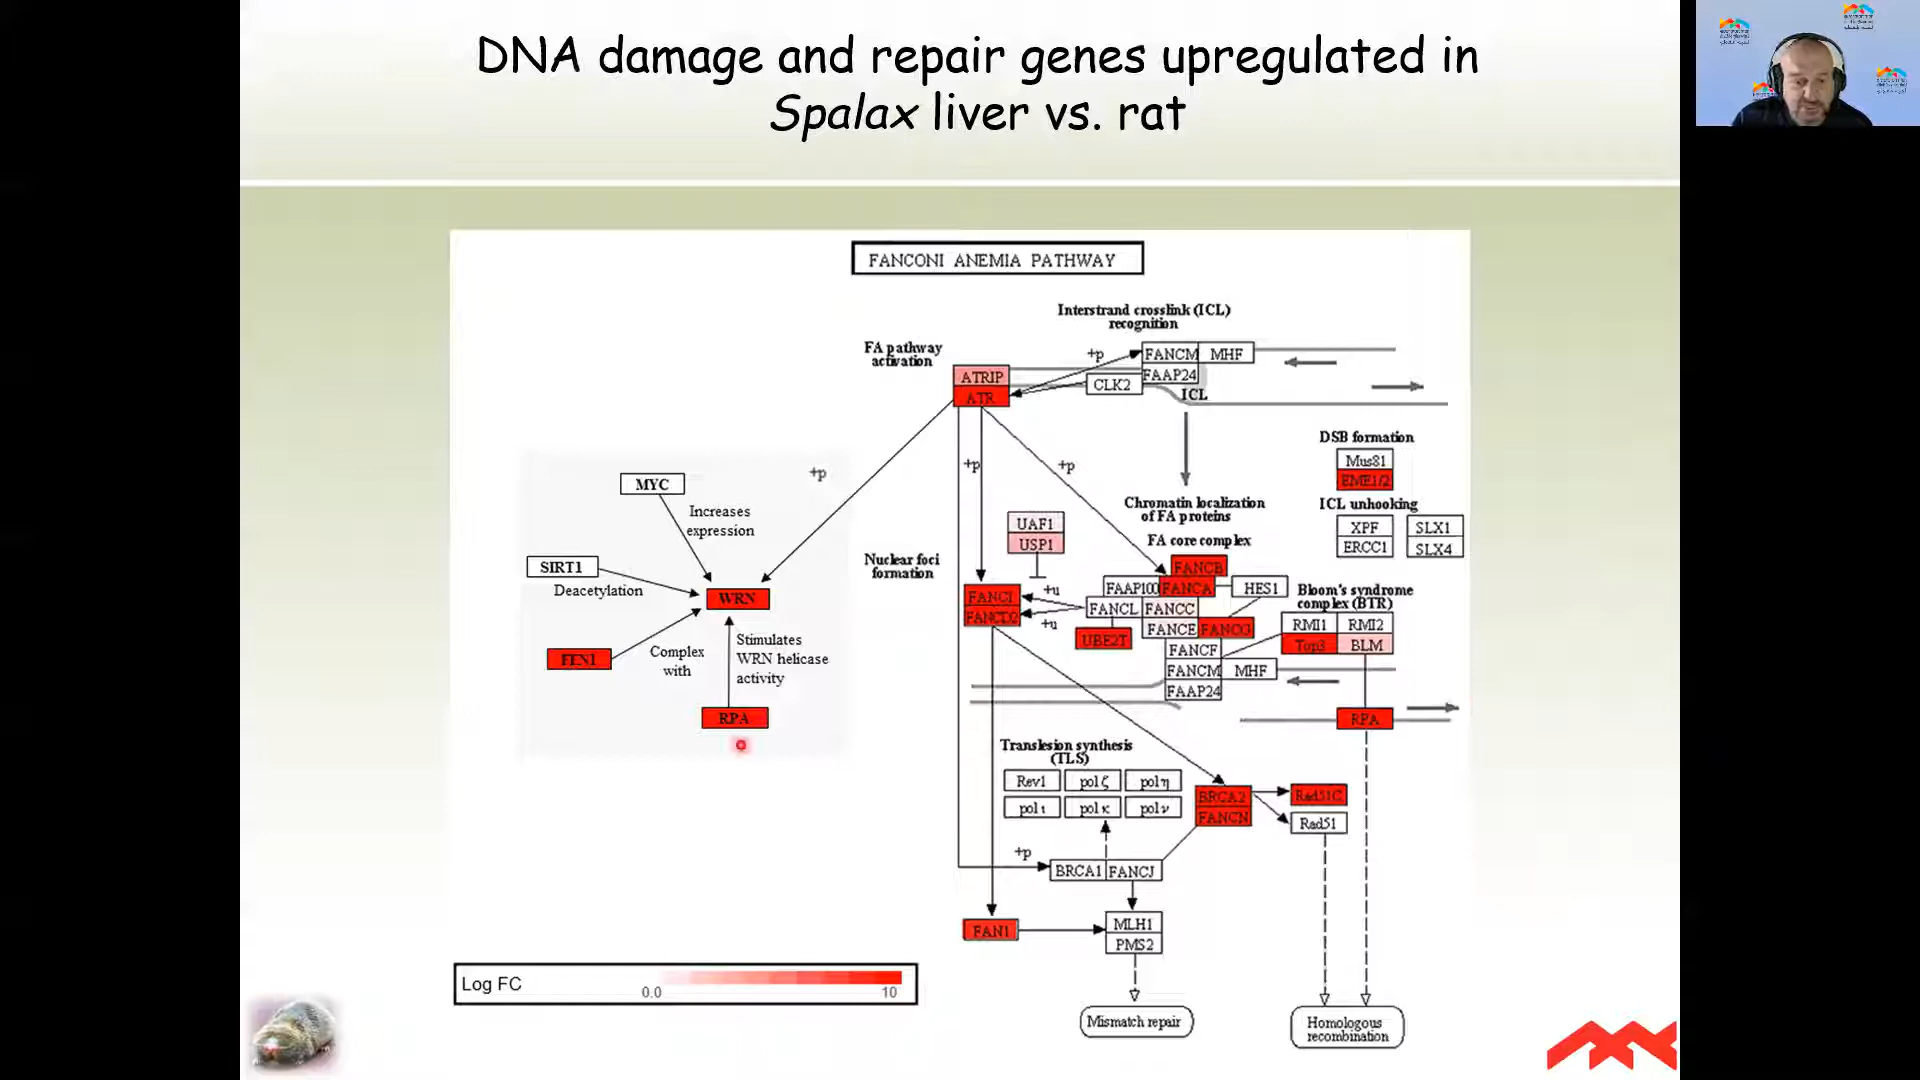 DNA damage and repair genes upregulated in
Spalax liver vs. rat
FANCONI ANEMIA PATHWAY
Interstrand crosslink (ICL)
recognition
FA pathway
activation
+p
FANCM MHF
ATRIP
FAAP24
CLK2
ATR
ICL
DSB formation
Mus81
EME1/2
+p
+p
+p
MYC
ICL unhooking
XPF SLX1
ERCC1 SLX4
Increases
expression
Chromatin localization
of FA proteins
UAF1
USP1
FA core complex
Nuclear foci
formation
SIRT1
Deacetylation
FANCB
FAAP100 FANCA HES1
+u
FANCI
FANCD2
WRN
Bloom's syndrome
complex (BTR)
FANCL FANCC
+u
RMI1 RMI2
FANCE FANCG
UBE2T
Top3 BLM
Stimulates
WRN helicase
activity
Complex
with
FEN1
FANCF
FANCM MHF
FAAP24
RPA
RPA
Translesion synthesis
(TLS)
Rev1 pol ζ pol η
pol ι pol κ pol ν
BRCA2
FANCN
Rad51C
Rad51
+p
BRCA1 FANCJ
FAN1
MLH1
PMS2
Log FC
0.0 10
Mismatch repair
Homologous
recombination